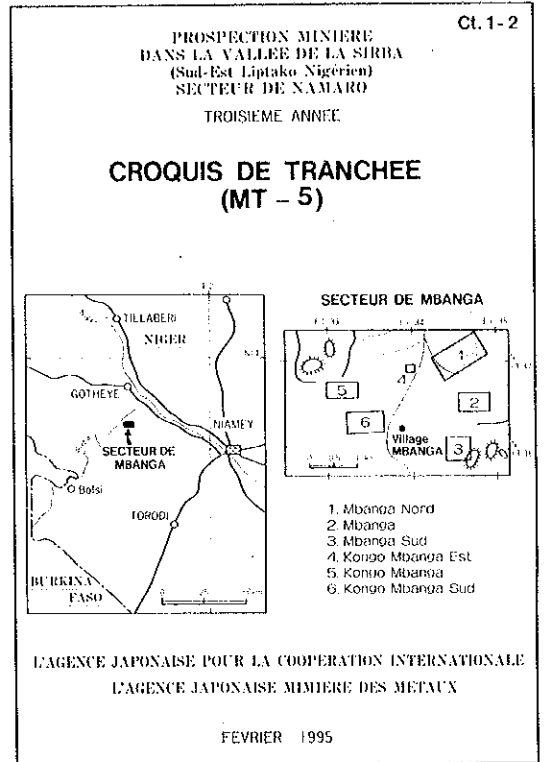 Ct. 1-2
PROSPECTION MINIERE
DANS LA VALLEE DE LA SIRBA
(Sud-Est Liptako Nigérien)
SECTEUR DE NAMARO
TROISIEME ANNEE
CROQUIS DE TRANCHEE
(MT - 5)
TILLABERI
NIGER
GOTHEYE
NIAMEY
SECTEUR DE
MBANGA
Bolsi
TORODI
BURKINA
FASO
SECTEUR DE MBANGA
1
4
5
2
6
Village
MBANGA
3
1. Mbanga Nord
2. Mbanga
3. Mbanga Sud
4. Kongo Mbanga Est
5. Kongo Mbanga
6. Kongo Mbanga Sud
L'AGENCE JAPONAISE POUR LA COOPERATION INTERNATIONALE
L'AGENCE JAPONAISE MIMIERE DES METAUX
FEVRIER 1995